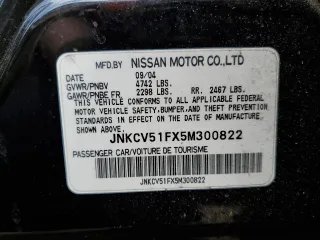 MFD.BY NISSAN MOTOR CO.,LTD
DATE 09/04
GVWR/PNBV 4742 LBS.
GAWR/PNBE FR 2298 LBS. RR. 2467 LBS.
THIS VEHICLE CONFORMS TO ALL APPLICABLE FEDERAL
MOTOR VEHICLE SAFETY,BUMPER,AND THEFT
PREVENTION STANDARDS IN EFFECT ON THE
DATE OF MANUFACTURE SHOWN ABOVE.
JNKCV51FX5M300822
PASSENGER CAR/VOITURE DE TOURISME
JNKCV51FX5M300822